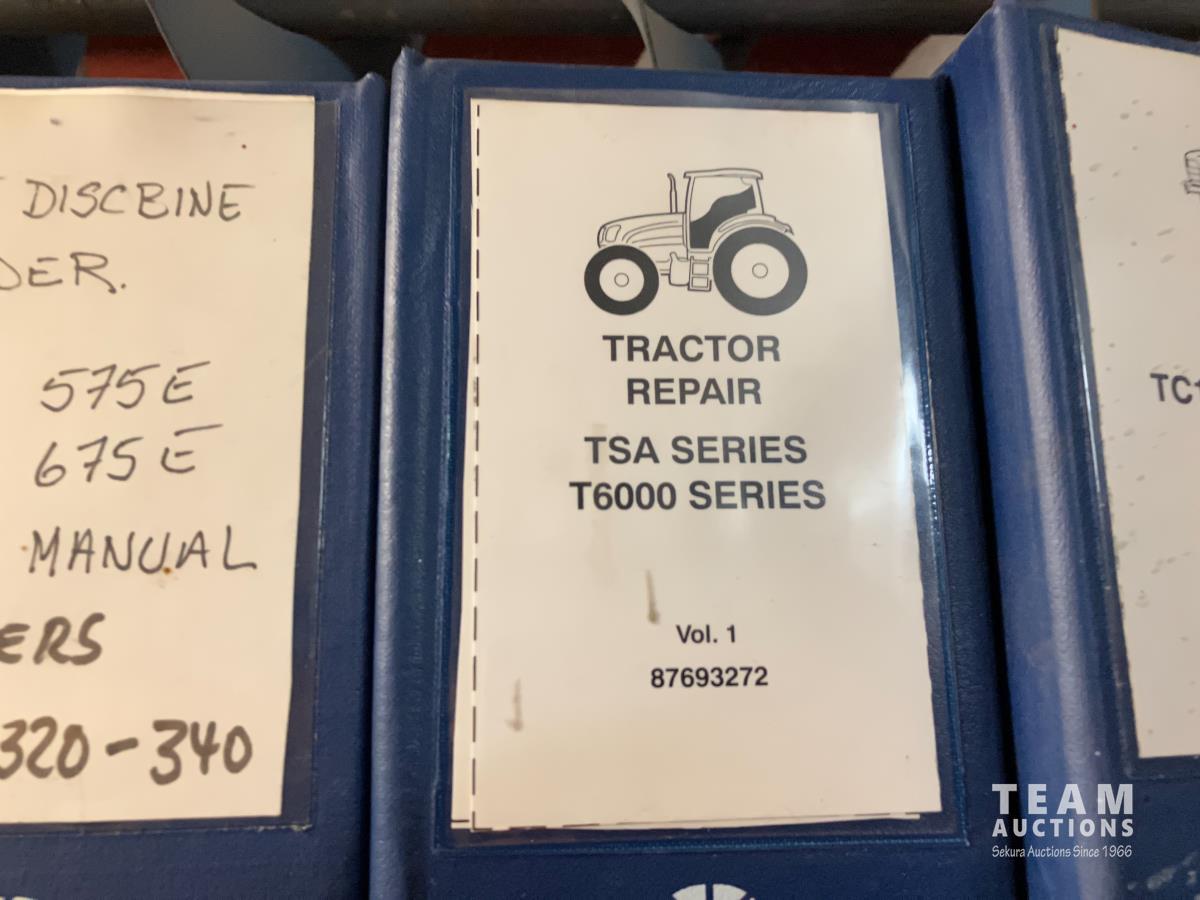 DISCBINE
DER.
575E
675E
MANUAL
ERS
320-340
TRACTOR
REPAIR
TSA SERIES
T6000 SERIES
Vol. 1
87693272
TC
TEAM
AUCTIONS
Sekura Auctions Since 1966